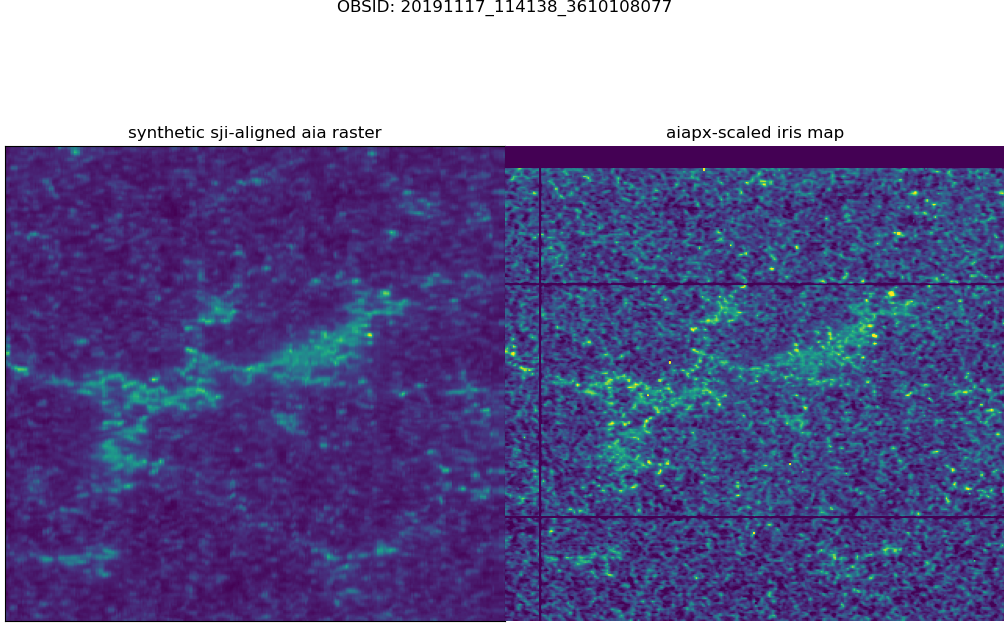 OBSID: 20191117_114138_3610108077
synthetic sji-aligned aia raster
aiapx-scaled iris map